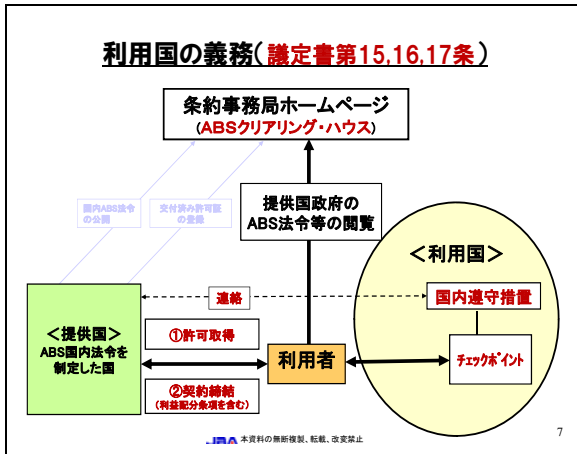 利用国の義務(議定書第15,16,17条)
条約事務局ホームページ
(ABSクリアリング・ハウス)
国内ABS法令
の公開
交付済み許可証
の登録
提供国政府の
ABS法令等の閲覧
<利用国>
連絡
国内遵守措置
<提供国>
ABS国内法令を
制定した国
①許可取得
利用者
チェックポイント
②契約締結
(利益配分条項を含む)
JBA 本資料の無断複製、転載、改変禁止
7